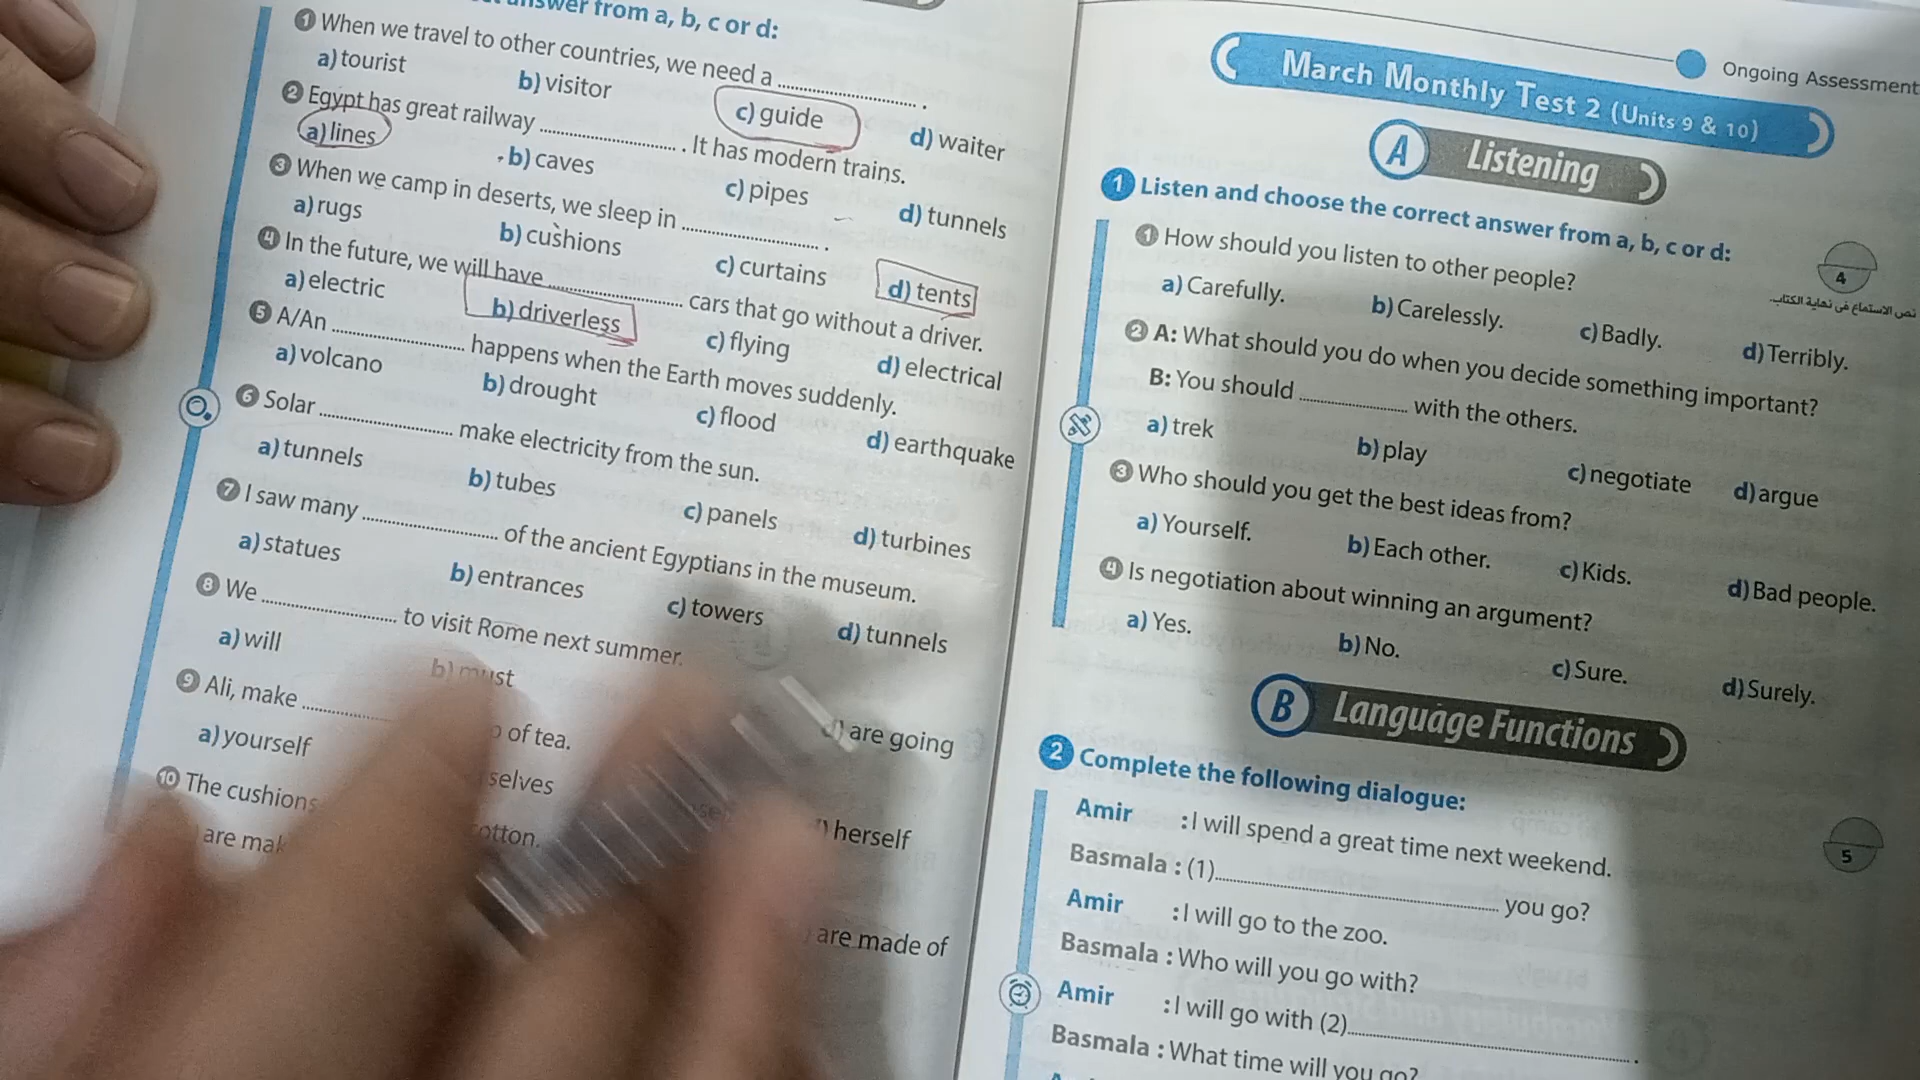 answer from a, b, c or d:
1 When we travel to other countries, we need a .................... .
a) tourist b) visitor c) guide d) waiter
2 Egypt has great railway .................... . It has modern trains.
a) lines b) caves c) pipes d) tunnels
3 When we camp in deserts, we sleep in .................... .
a) rugs b) cushions c) curtains d) tents
4 In the future, we will have .................... cars that go without a driver.
a) electric b) driverless c) flying d) electrical
5 A/An .................... happens when the Earth moves suddenly.
a) volcano b) drought c) flood d) earthquake
6 Solar .................... make electricity from the sun.
a) tunnels b) tubes c) panels d) turbines
7 I saw many .................... of the ancient Egyptians in the museum.
a) statues b) entrances c) towers d) tunnels
8 We .................... to visit Rome next summer.
a) will b) must d) are going
9 Ali, make .................... of tea.
a) yourself selves herself
10 The cushions cotton.
are made of
Ongoing Assessment
March Monthly Test 2 (Units 9 & 10)
A Listening
1 Listen and choose the correct answer from a, b, c or d:
4
نص الاستماع في نهاية الكتاب.
1 How should you listen to other people?
a) Carefully. b) Carelessly. c) Badly. d) Terribly.
2 A: What should you do when you decide something important?
B: You should .................... with the others.
a) trek b) play c) negotiate d) argue
3 Who should you get the best ideas from?
a) Yourself. b) Each other. c) Kids. d) Bad people.
4 Is negotiation about winning an argument?
a) Yes. b) No. c) Sure. d) Surely.
B Language Functions
2 Complete the following dialogue:
5
Amir : I will spend a great time next weekend.
Basmala : (1).................... you go?
Amir : I will go to the zoo.
Basmala : Who will you go with?
Amir : I will go with (2).................... .
Basmala : What time will you go?